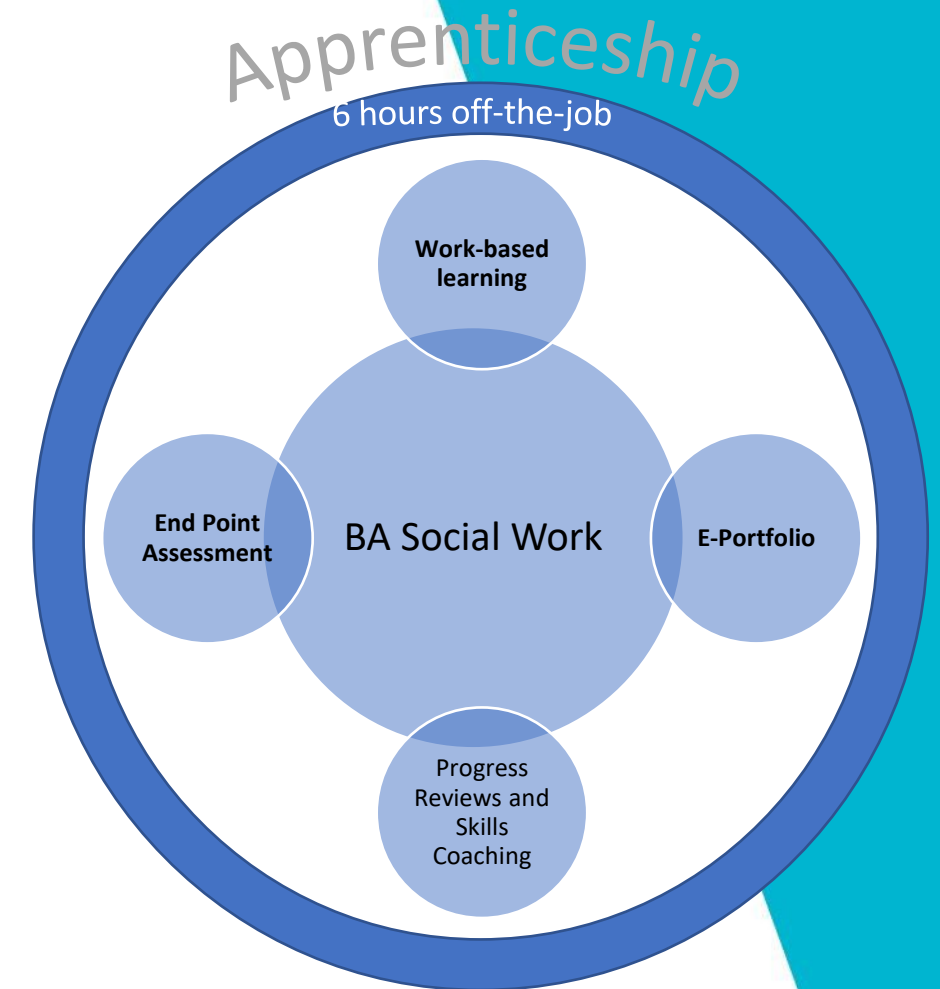 Apprenticeship
6 hours off-the-job
Work-based
learning
End Point
Assessment
BA Social Work
E-Portfolio
Progress
Reviews and
Skills
Coaching